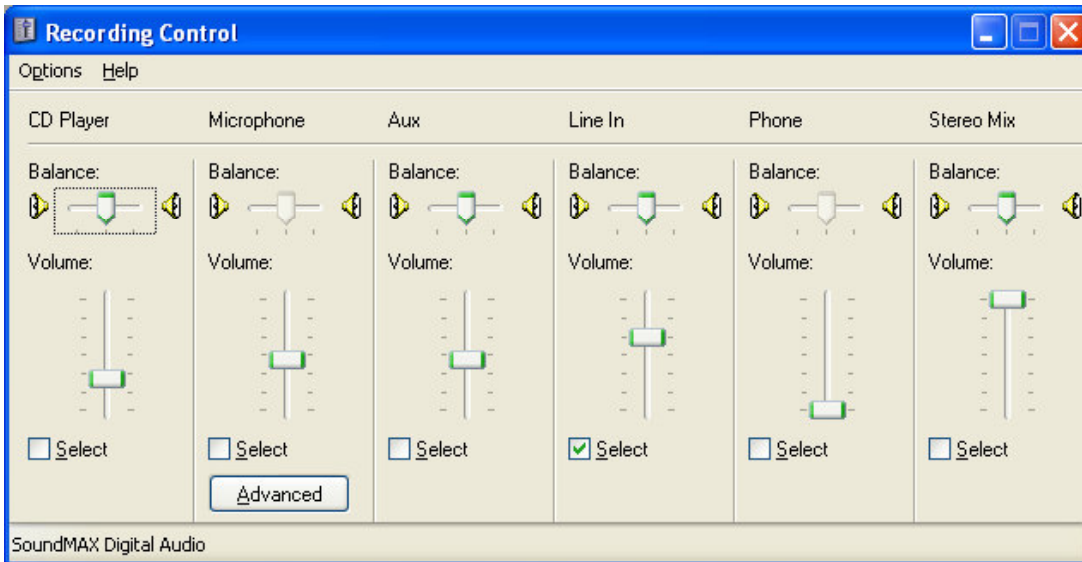 Recording Control
Options Help
CD Player Microphone Aux Line In Phone Stereo Mix
Balance: Balance: Balance: Balance: Balance: Balance:
Volume: Volume: Volume: Volume: Volume: Volume:
Select Select Select Select Select Select
Advanced
SoundMAX Digital Audio